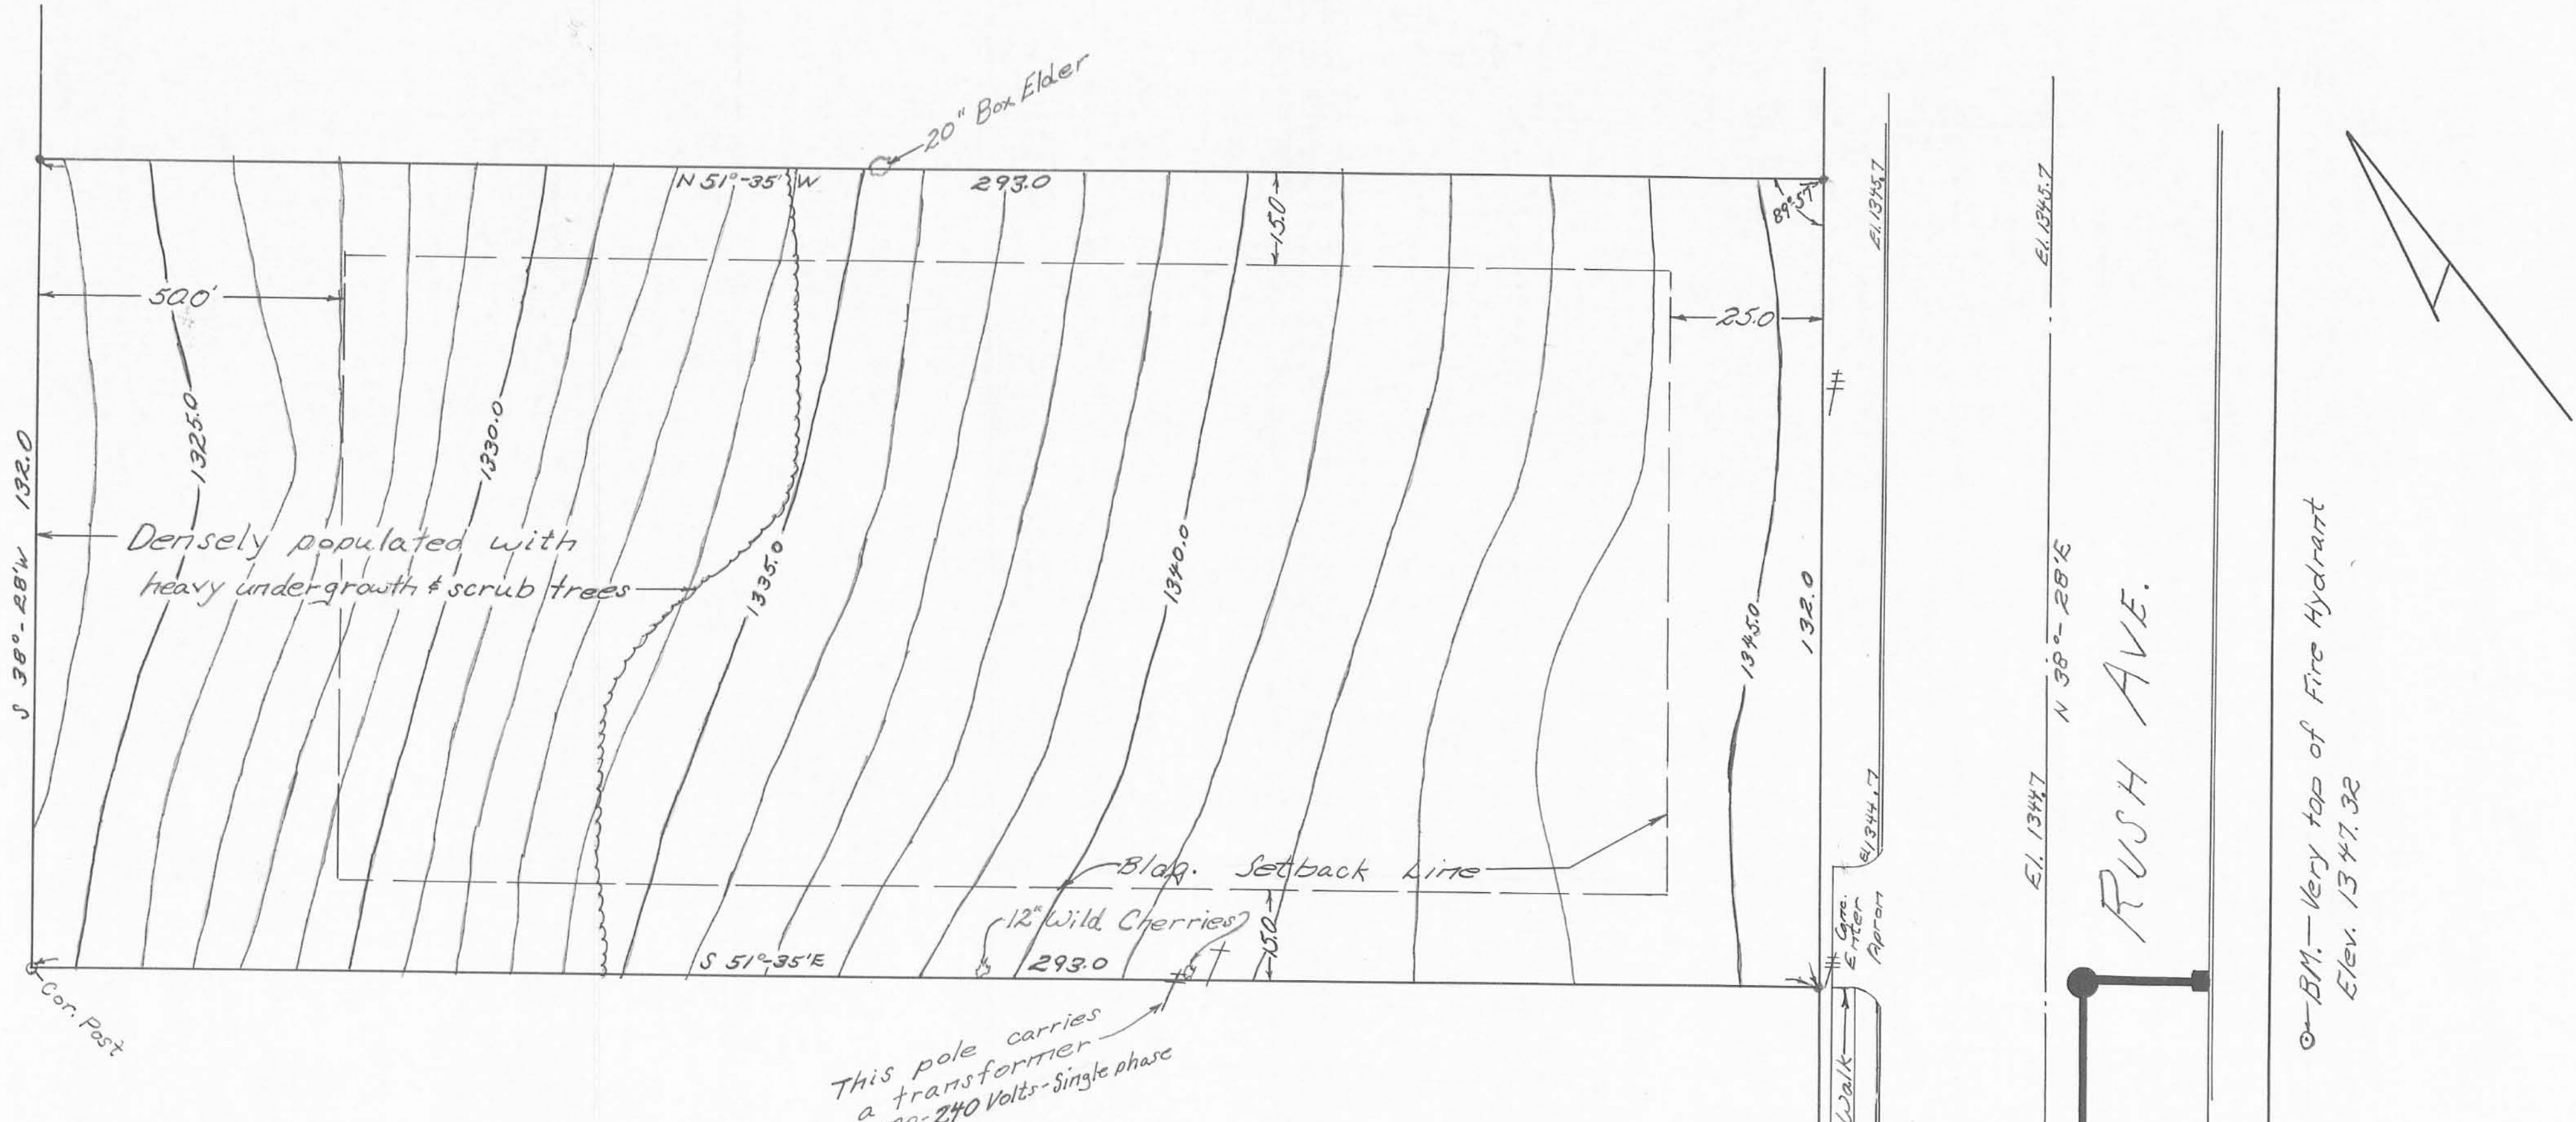 20" Box Elder
N 51°-35' W
293.0
15.0
89°57'
El. 1345.7
El. 1345.7
50.0'
25.0
1325.0
1330.0
S 38°-28'W 132.0
Densely populated with
heavy undergrowth & scrub trees
1335.0
1340.0
1345.0
132.0
N 38°-28'E
RUSH AVE.
BM.—Very top of Fire Hydrant
Elev. 1347.32
El. 1344.7
El. 1344.7
Bldg. Setback Line
12" Wild Cherries
15.0
Conc.
Apron
S 51°-35'E
293.0
Cor. Post
This pole carries
a transformer
240 Volts-Single phase
Walk